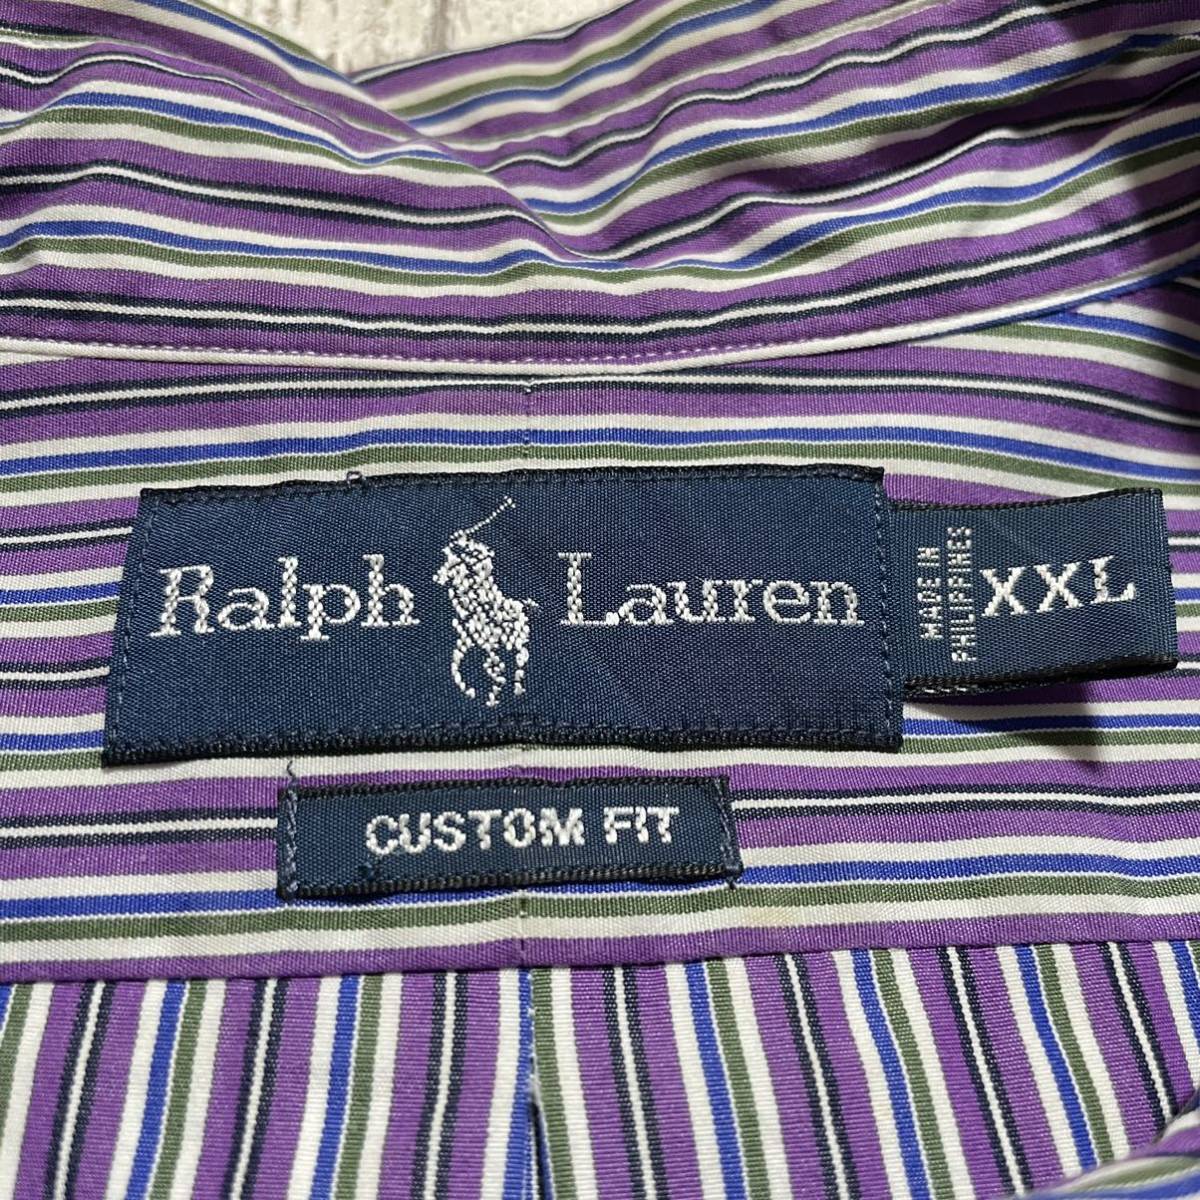 Ralph Lauren
MADE IN
PHILIPPINES
XXL
CUSTOM FIT